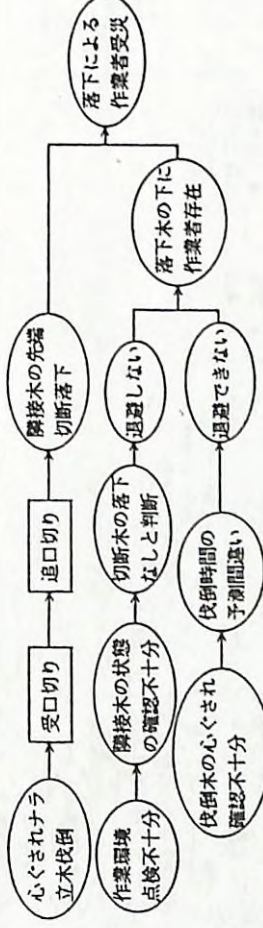 心ぐされナラ
立木伐倒
受口切り
追口切り
隣接木の先端
切断落下
落下による
作業者受災
作業環境
点検不十分
隣接木の状態
の確認不十分
切断木の落下
なしと判断
退避しない
落下木の下に
作業者存在
伐倒木の心ぐされ
確認不十分
伐倒時間の
予測間違い
退避できない